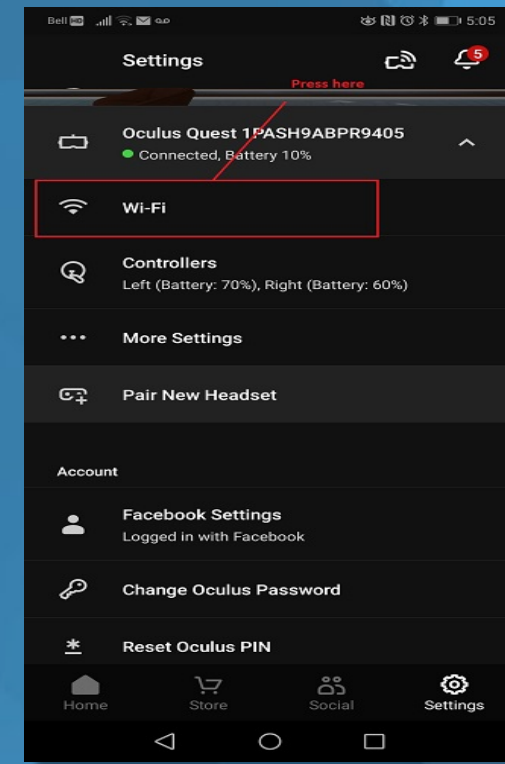 Bell HD 5:05
Settings
5
Press here
Oculus Quest 1PASH9ABPR9405
Connected, Battery 10%
Wi-Fi
Controllers
Left (Battery: 70%), Right (Battery: 60%)
More Settings
Pair New Headset
Account
Facebook Settings
Logged in with Facebook
Change Oculus Password
Reset Oculus PIN
Home Store Social Settings